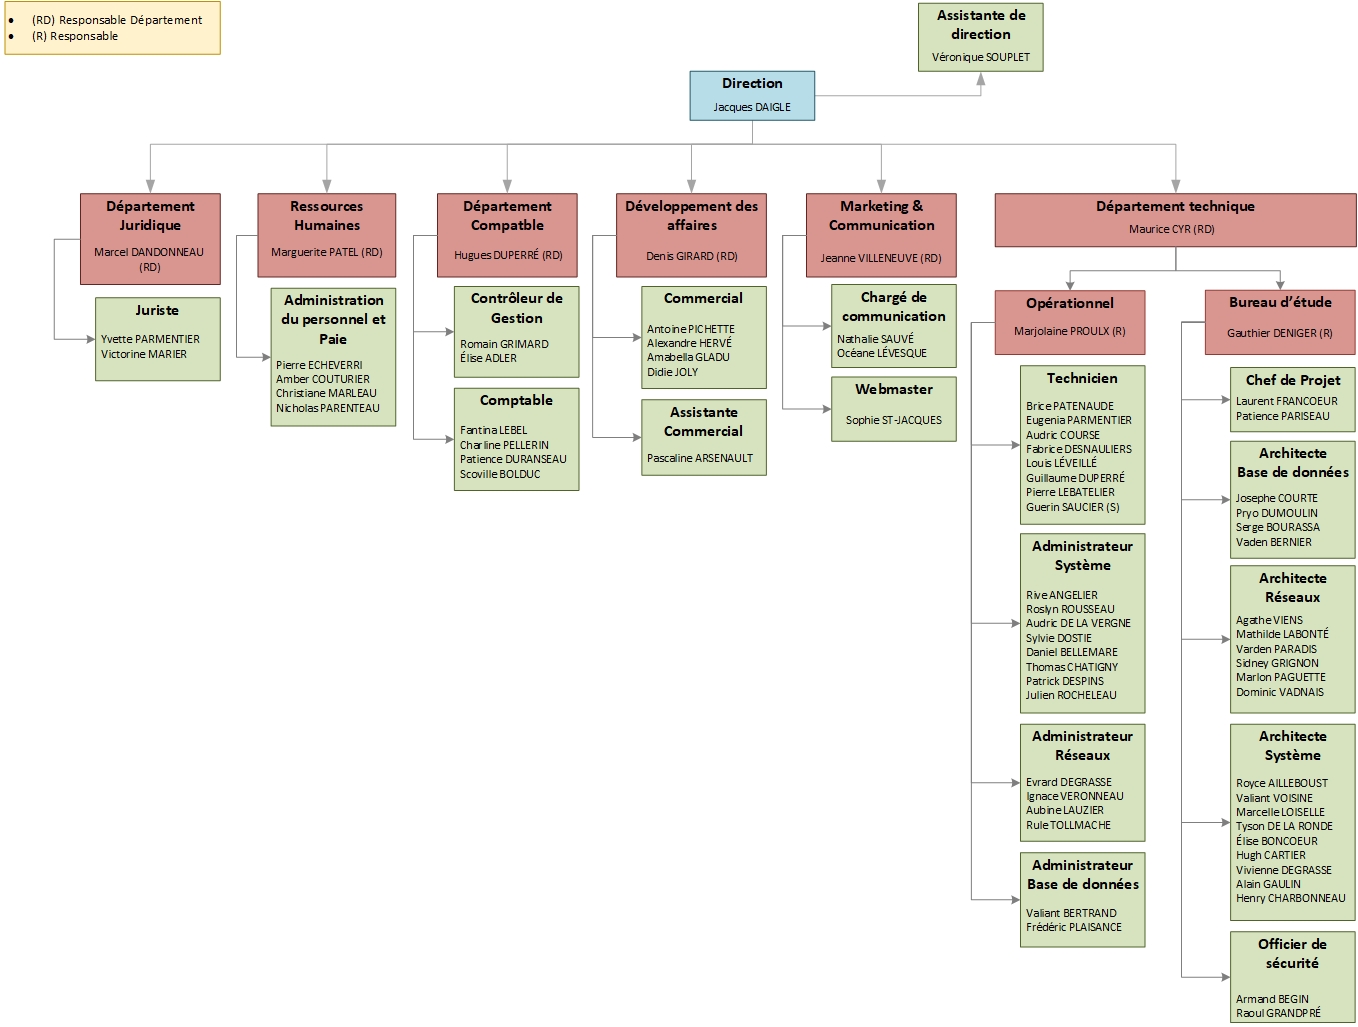 (RD) Responsable Département
(R) Responsable
Assistante de
direction
Véronique SOUPLET
Direction
Jacques DAIGLE
Département
Juridique
Marcel DANDONNEAU
(RD)
Juriste
Yvette PARMENTIER
Victorine MARIER
Ressources
Humaines
Marguerite PATEL (RD)
Administration
du personnel et
Paie
Pierre ECHEVERRI
Amber COUTURIER
Christiane MARLEAU
Nicholas PARENTEAU
Département
Compatble
Hugues DUPERRÉ (RD)
Contrôleur de
Gestion
Romain GRIMARD
Élise ADLER
Comptable
Fantina LEBEL
Charline PELLERIN
Patience DURANSEAU
Scoville BOLDUC
Développement des
affaires
Denis GIRARD (RD)
Commercial
Antoine PICHETTE
Alexandre HERVÉ
Amabella GLADU
Didie JOLY
Assistante
Commercial
Pascaline ARSENAULT
Marketing &
Communication
Jeanne VILLENEUVE (RD)
Chargé de
communication
Nathalie SAUVÉ
Océane LÉVESQUE
Webmaster
Sophie ST-JACQUES
Département technique
Maurice CYR (RD)
Opérationnel
Marjolaine PROULX (R)
Technicien
Brice PATENAUDE
Eugenia PARMENTIER
Audric COURSE
Fabrice DESNAULIERS
Louis LÉVEILLÉ
Guillaume DUPERRÉ
Pierre LEBATELIER
Guerin SAUCIER (S)
Administrateur
Système
Rive ANGELIER
Roslyn ROUSSEAU
Audric DE LA VERGNE
Sylvie DOSTIE
Daniel BELLEMARE
Thomas CHATIGNY
Patrick DESPINS
Julien ROCHELEAU
Administrateur
Réseaux
Evrard DEGRASSE
Ignace VERONNEAU
Aubine LAUZIER
Rule TOLLMACHE
Administrateur
Base de données
Valiant BERTRAND
Frédéric PLAISANCE
Bureau d’étude
Gauthier DENIGER (R)
Chef de Projet
Laurent FRANCOEUR
Patience PARISEAU
Architecte
Base de données
Josephe COURTE
Pryo DUMOULIN
Serge BOURASSA
Vaden BERNIER
Architecte
Réseaux
Agathe VIENS
Mathilde LABONTÉ
Varden PARADIS
Sidney GRIGNON
Marlon PAGUETTE
Dominic VADNAIS
Architecte
Système
Royce AILLEBOUST
Valiant VOISINE
Marcelle LOISELLE
Tyson DE LA RONDE
Élise BONCOEUR
Hugh CARTIER
Vivienne DEGRASSE
Alain GAULIN
Henry CHARBONNEAU
Officier de
sécurité
Armand BEGIN
Raoul GRANDPRÉ